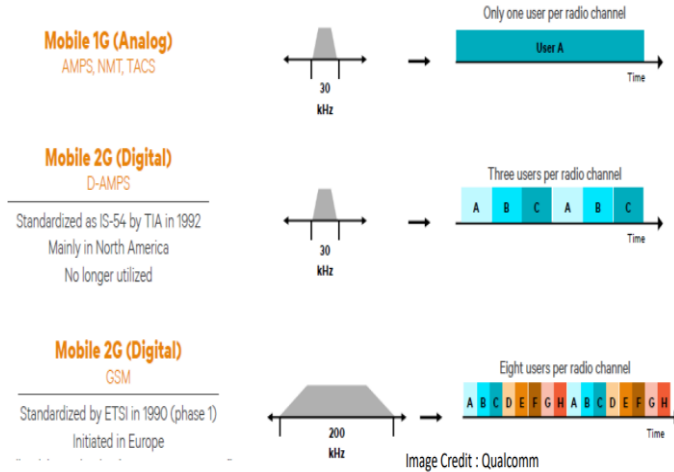 Mobile 1G (Analog)
AMPS, NMT, TACS
30
kHz
Only one user per radio channel
User A
Time
Mobile 2G (Digital)
D-AMPS
Standardized as IS-54 by TIA in 1992
Mainly in North America
No longer utilized
30
kHz
Three users per radio channel
A B C A B C
Time
Mobile 2G (Digital)
GSM
Standardized by ETSI in 1990 (phase 1)
Initiated in Europe
200
kHz
Eight users per radio channel
A B C D E F G H A B C D E F G H
Time
Image Credit : Qualcomm